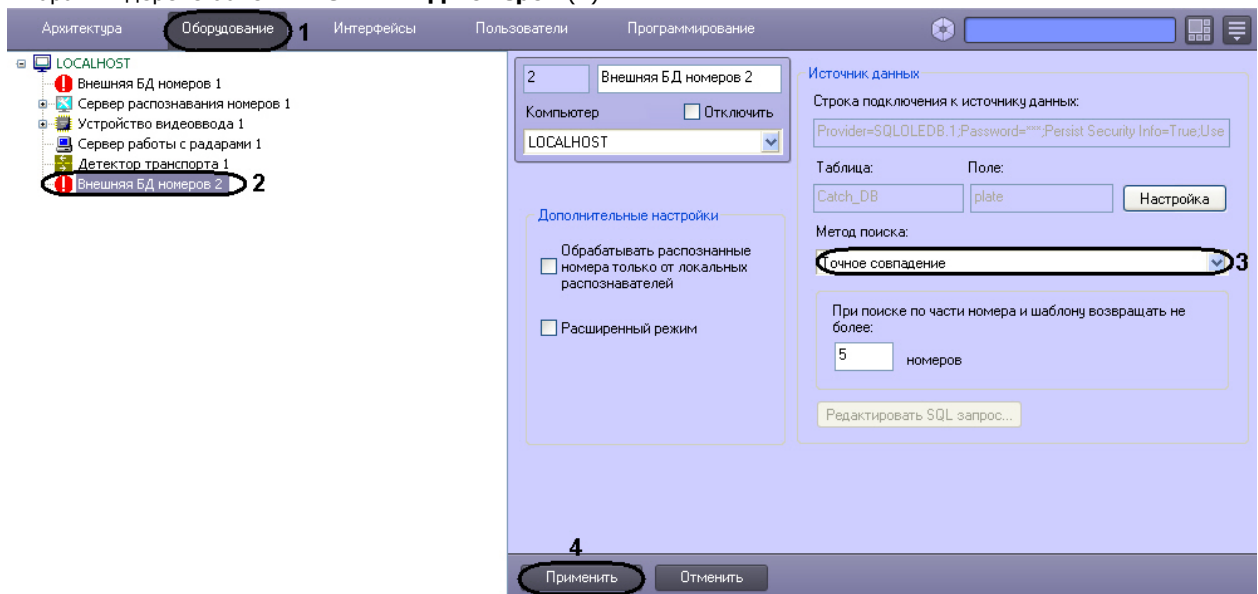 Архитектура Оборудование 1 Интерфейсы Пользователи Программирование
LOCALHOST
Внешняя БД номеров 1
Сервер распознавания номеров 1
Устройство видеоввода 1
Сервер работы с радарами 1
Детектор транспорта 1
Внешняя БД номеров 2 2
2 Внешняя БД номеров 2
Компьютер Отключить
LOCALHOST
Дополнительные настройки
Обрабатывать распознанные
номера только от локальных
распознавателей
Расширенный режим
Источник данных
Строка подключения к источнику данных:
Provider=SQLOLEDB.1;Password=***;Persist Security Info=True;Use
Таблица: Поле:
Catch_DB plate Настройка
Метод поиска:
Точное совпадение 3
При поиске по части номера и шаблону возвращать не
более:
5 номеров
Редактировать SQL запрос...
4
Применить Отменить